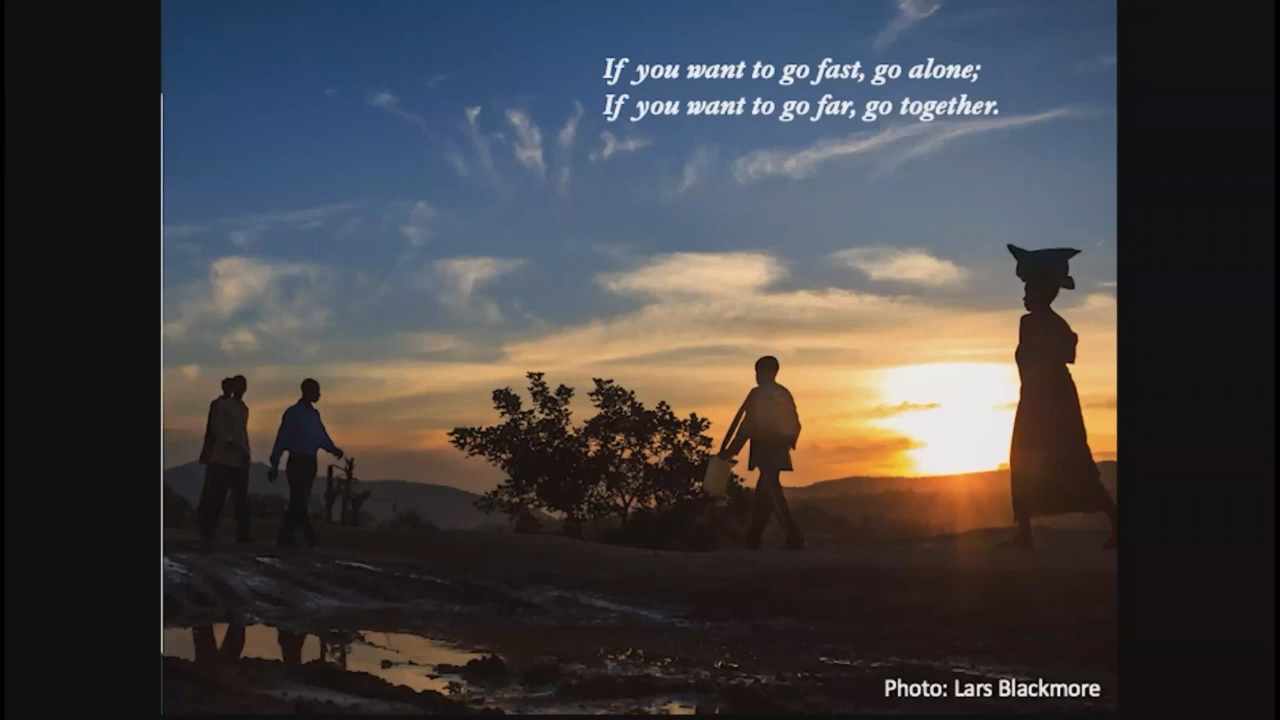 If you want to go fast, go alone;
If you want to go far, go together.
Photo: Lars Blackmore